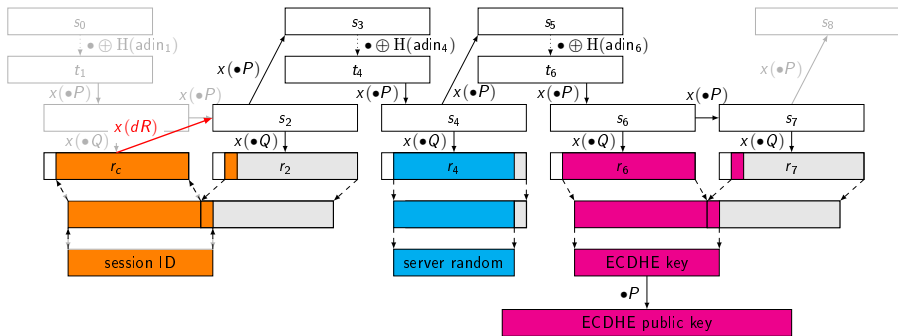 s₀ s₃ s₅ s₈
• ⊕ H(adin₁) • ⊕ H(adin₄) • ⊕ H(adin₆)
t₁ x(•P) t₄ x(•P) t₆ x(•P)
x(•P) x(•P) x(•P) x(•P) x(•P)
x(dR) s₂ s₄ s₆ s₇
x(•Q) x(•Q) x(•Q) x(•Q) x(•Q)
r_c r₂ r₄ r₆ r₇
session ID server random ECDHE key
•P
ECDHE public key